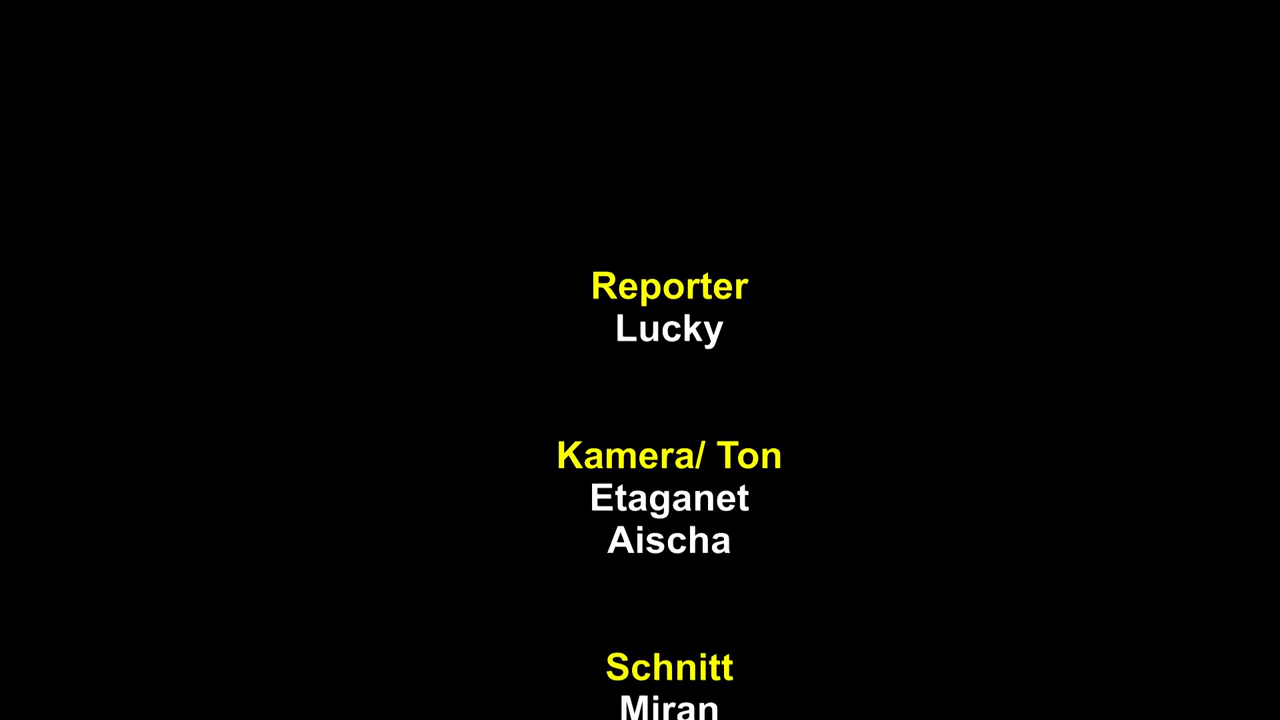 Reporter
Lucky
Kamera/ Ton
Etaganet
Aischa
Schnitt
Miran